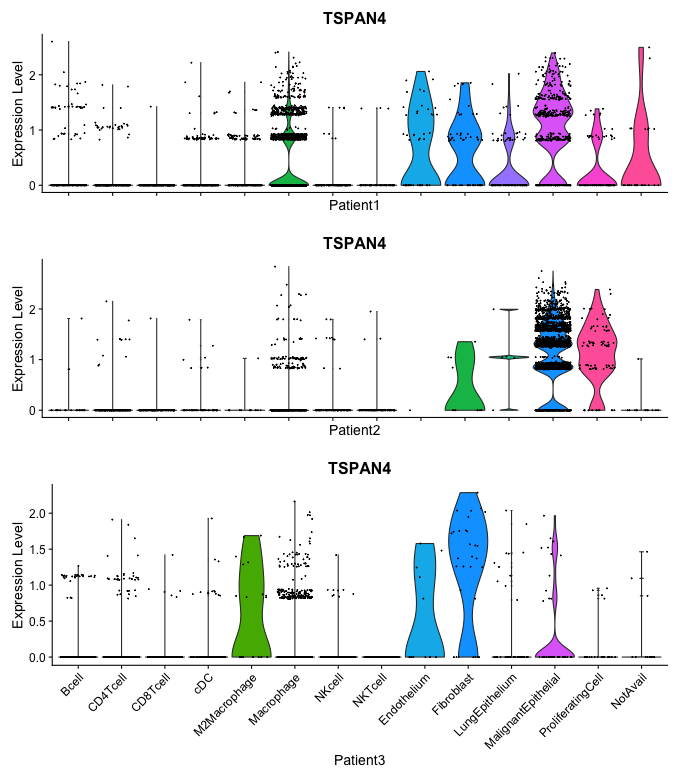 TSPAN4
Expression Level
2
1
0
Patient1
TSPAN4
Expression Level
2
1
0
Patient2
TSPAN4
Expression Level
2.0
1.5
1.0
0.5
0.0
Bcell
CD4Tcell
CD8Tcell
cDC
M2Macrophage
Macrophage
NKcell
NKTcell
Endothelium
Fibroblast
LungEpithelium
MalignantEpithelial
ProliferatingCell
NotAvail
Patient3